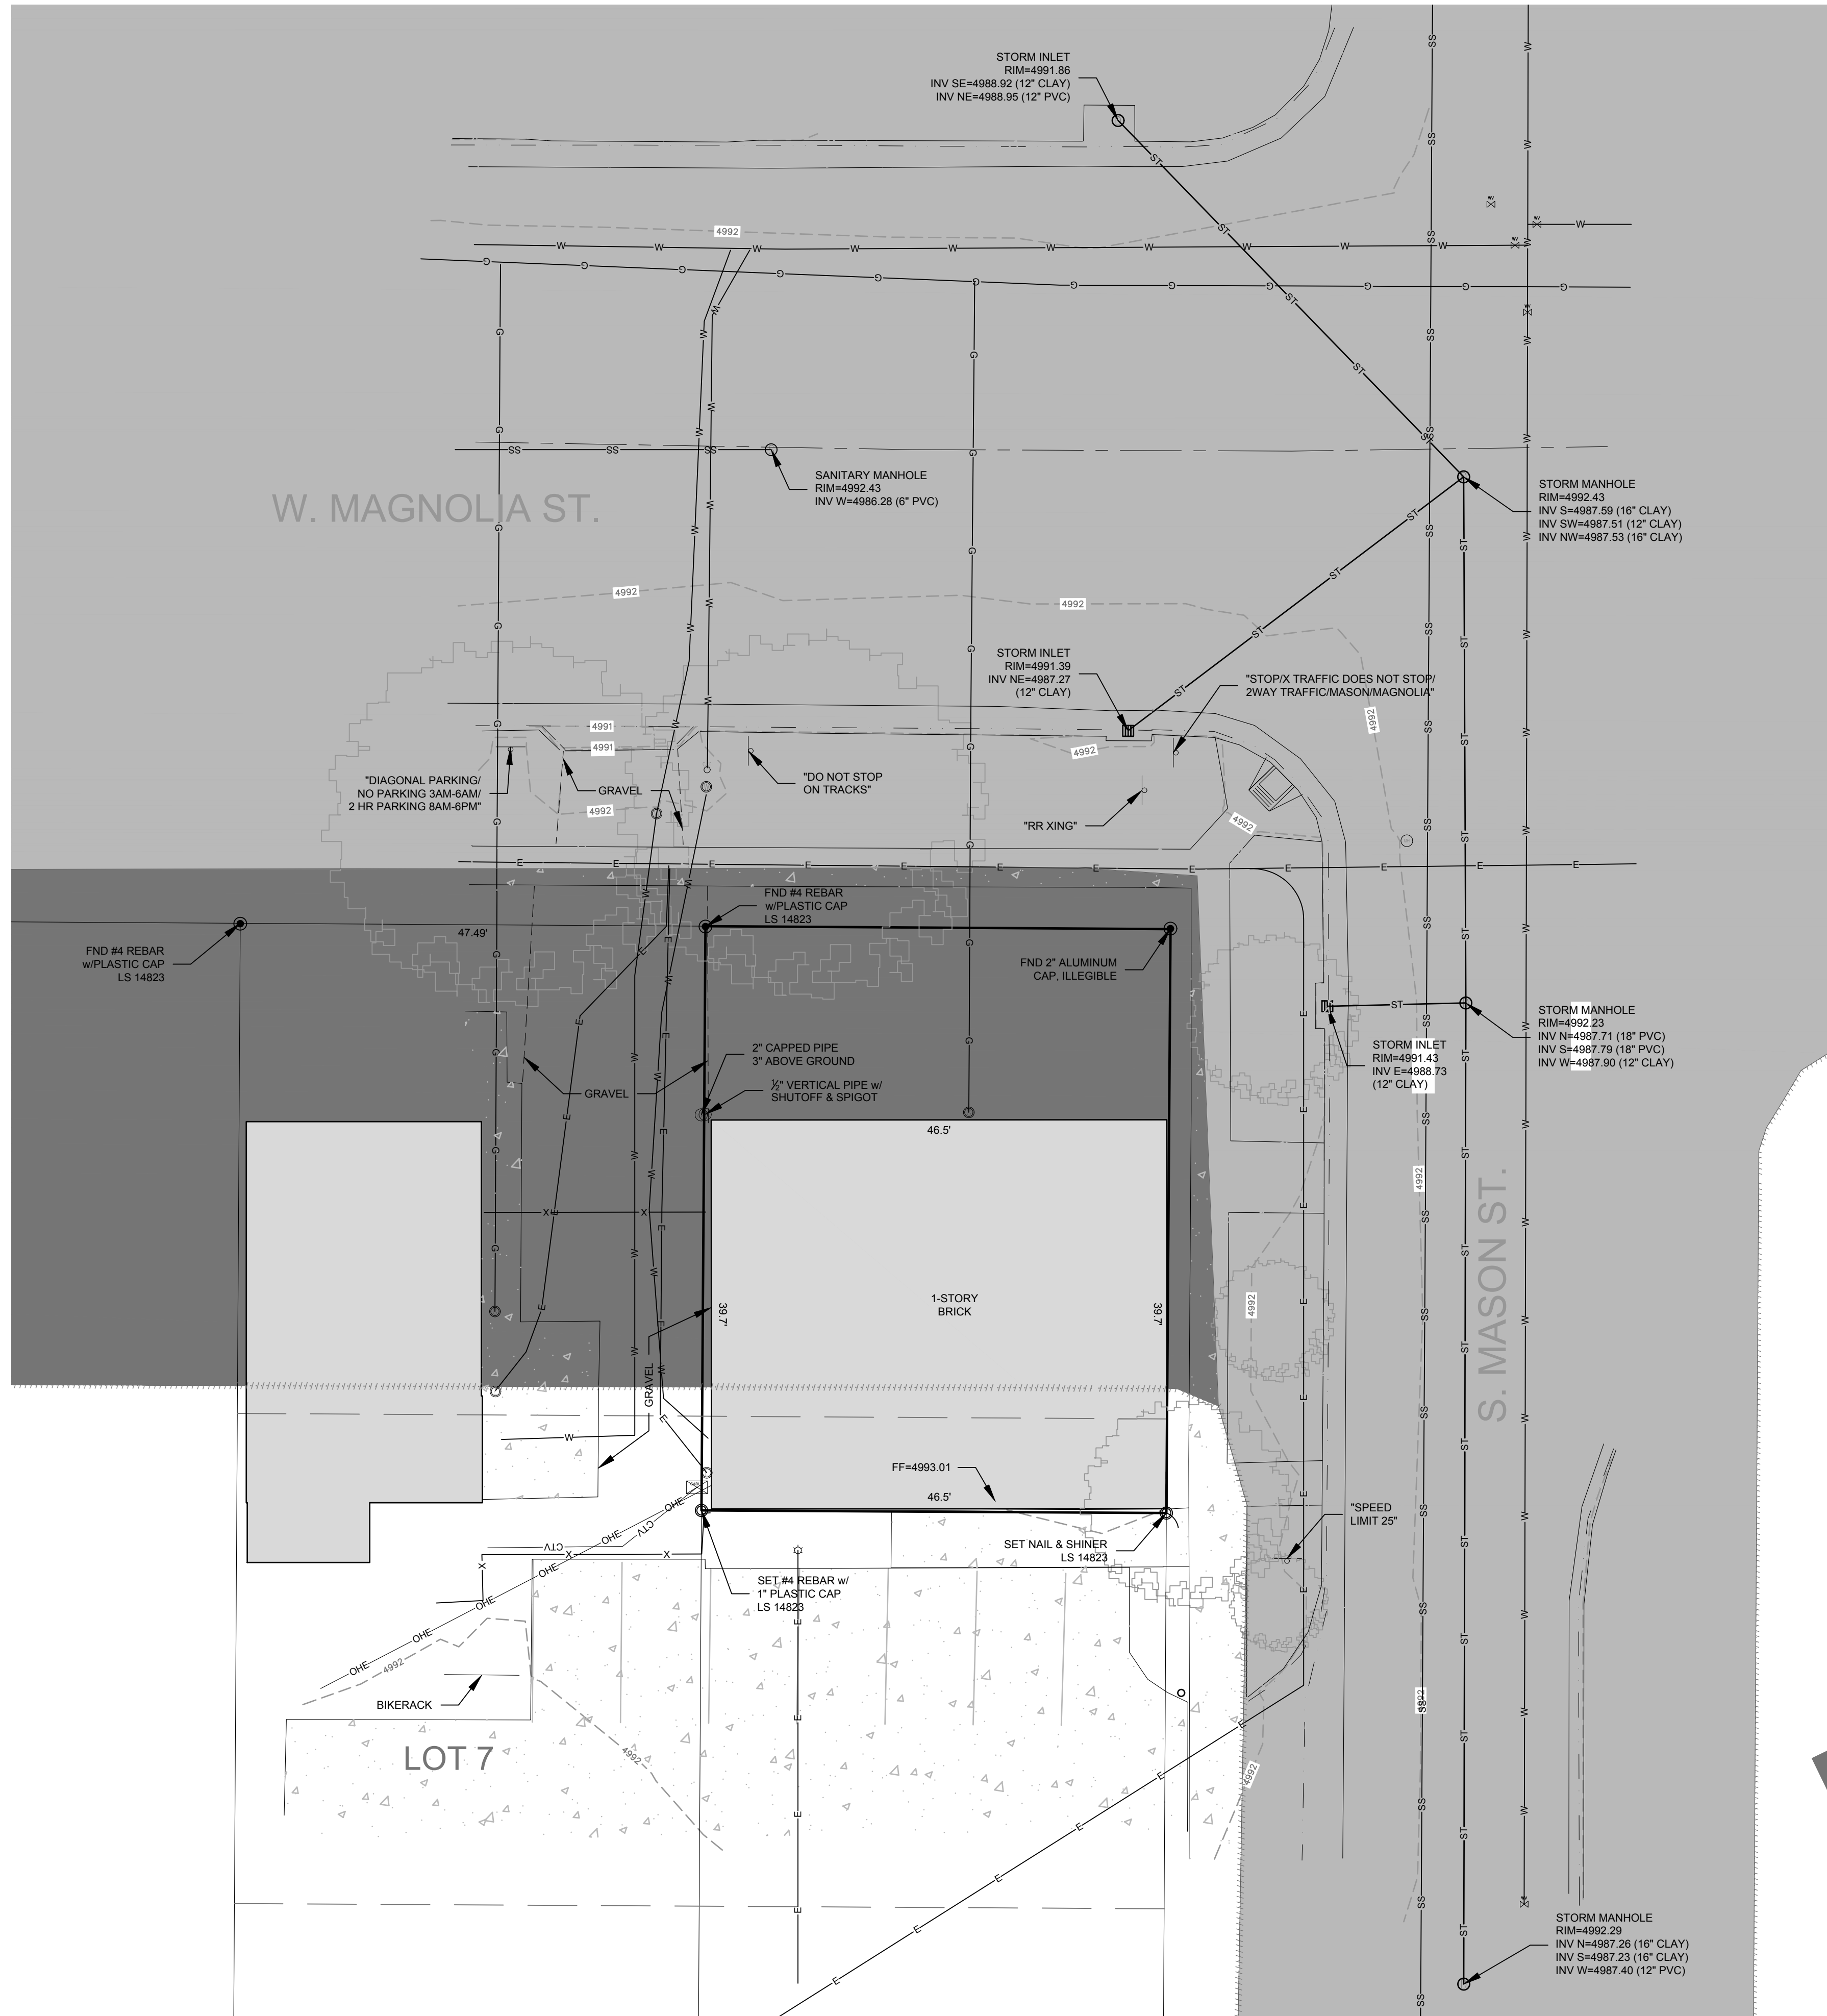 STORM INLET
RIM=4991.86
INV SE=4988.92 (12" CLAY)
INV NE=4988.95 (12" PVC)
4992
SANITARY MANHOLE
RIM=4992.43
INV W=4986.28 (6" PVC)
W. MAGNOLIA ST.
STORM MANHOLE
RIM=4992.43
INV S=4987.59 (16" CLAY)
INV SW=4987.51 (12" CLAY)
INV NW=4987.53 (16" CLAY)
4992
4992
STORM INLET
RIM=4991.39
INV NE=4987.27
(12" CLAY)
"STOP/X TRAFFIC DOES NOT STOP/
2WAY TRAFFIC/MASON/MAGNOLIA"
4992
4991
4991
4992
"DIAGONAL PARKING/
NO PARKING 3AM-6AM/
2 HR PARKING 8AM-6PM"
GRAVEL
4992
"DO NOT STOP
ON TRACKS"
"RR XING"
4992
FND #4 REBAR
w/PLASTIC CAP
LS 14823
47.49'
FND #4 REBAR
w/PLASTIC CAP
LS 14823
FND 2" ALUMINUM
CAP, ILLEGIBLE
STORM MANHOLE
RIM=4992.23
INV N=4987.71 (18" PVC)
INV S=4987.79 (18" PVC)
INV W=4987.90 (12" CLAY)
STORM INLET
RIM=4991.43
INV E=4988.73
(12" CLAY)
2" CAPPED PIPE
3" ABOVE GROUND
½" VERTICAL PIPE w/
SHUTOFF & SPIGOT
GRAVEL
46.5'
4992
S. MASON ST.
1-STORY
BRICK
39.7'
39.7'
4992
GRAVEL
FF=4993.01
46.5'
"SPEED
LIMIT 25"
SET NAIL & SHINER
LS 14823
SET #4 REBAR w/
1" PLASTIC CAP
LS 14823
OHE
CTV
OHE
CTV
OHE
OHE
OHE
OHE
4992
BIKERACK
4992
LOT 7
4992
4992
STORM MANHOLE
RIM=4992.29
INV N=4987.26 (16" CLAY)
INV S=4987.23 (16" CLAY)
INV W=4987.40 (12" PVC)